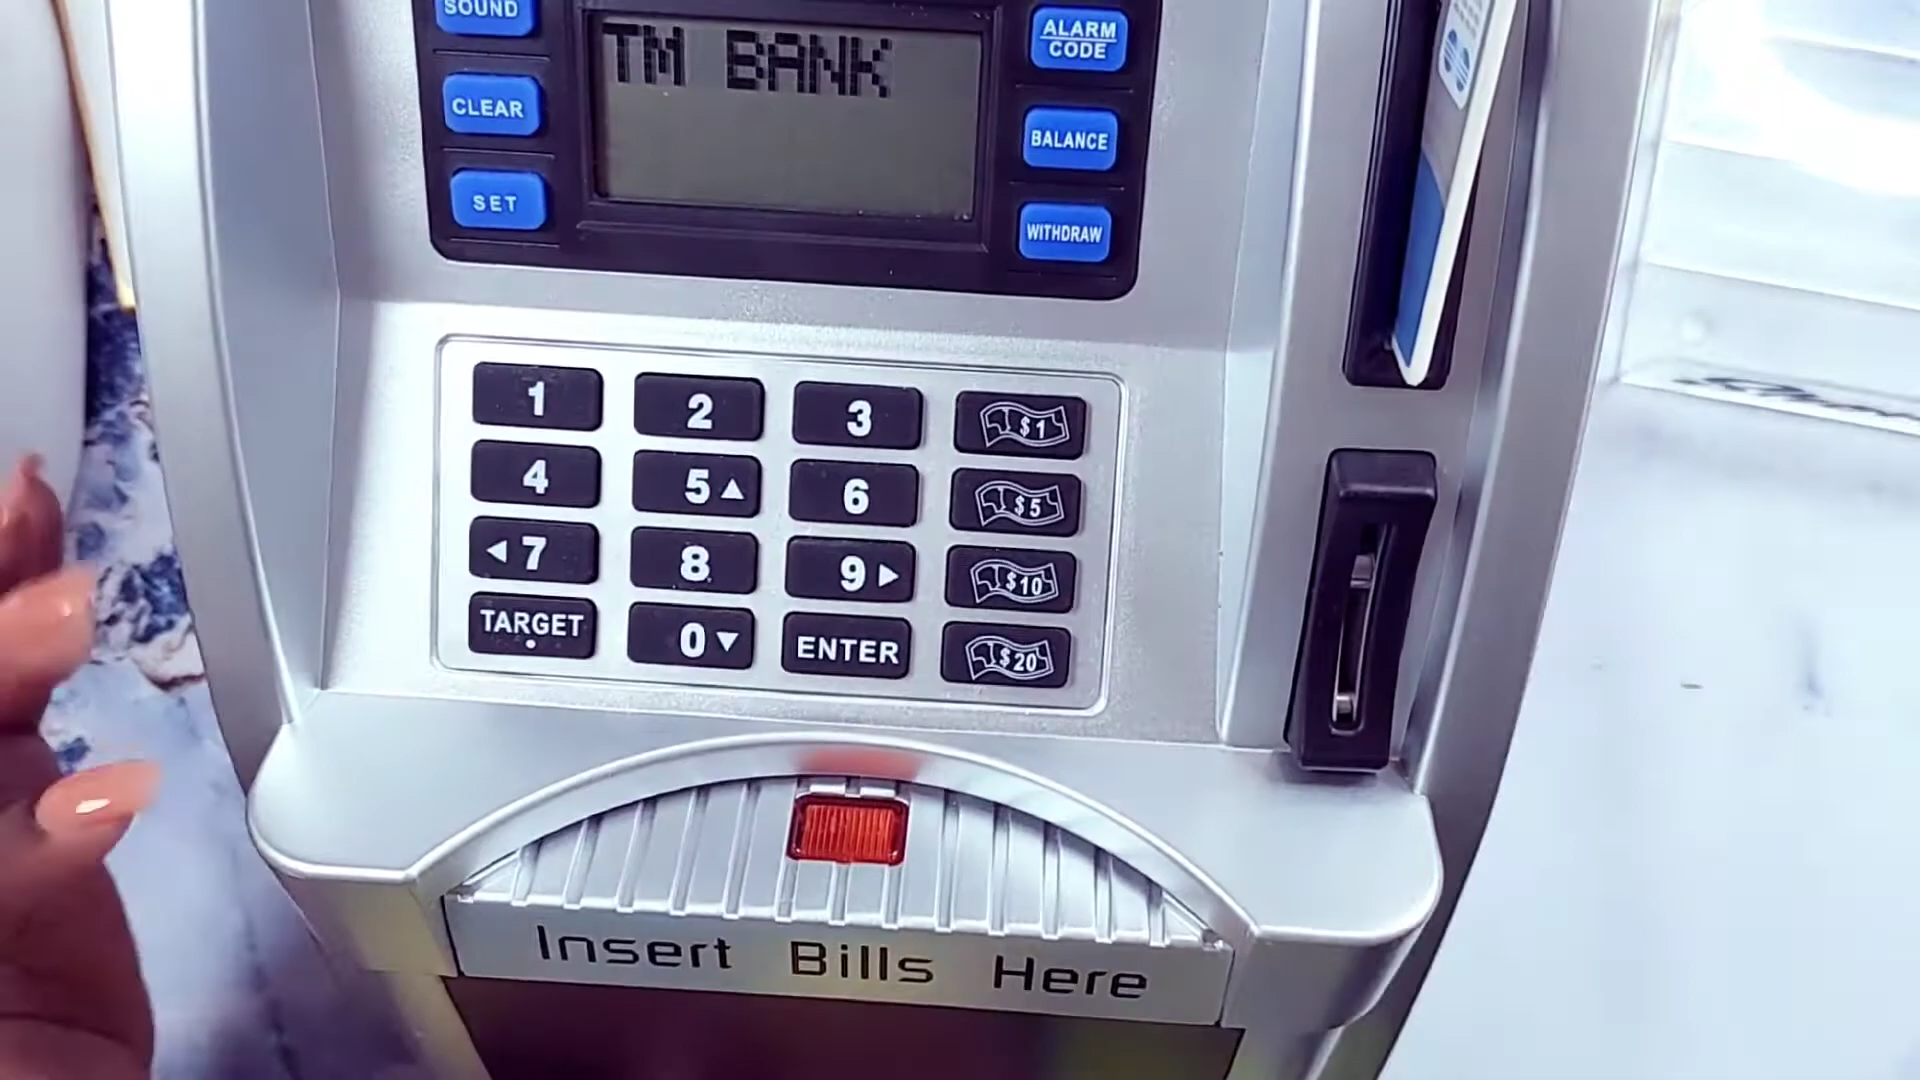 SOUND
TM BANK
ALARM
CODE
CLEAR
BALANCE
SET
WITHDRAW
1 2 3 $1
4 5 6 $5
7 8 9 $10
TARGET 0 ENTER $20
Insert Bills Here